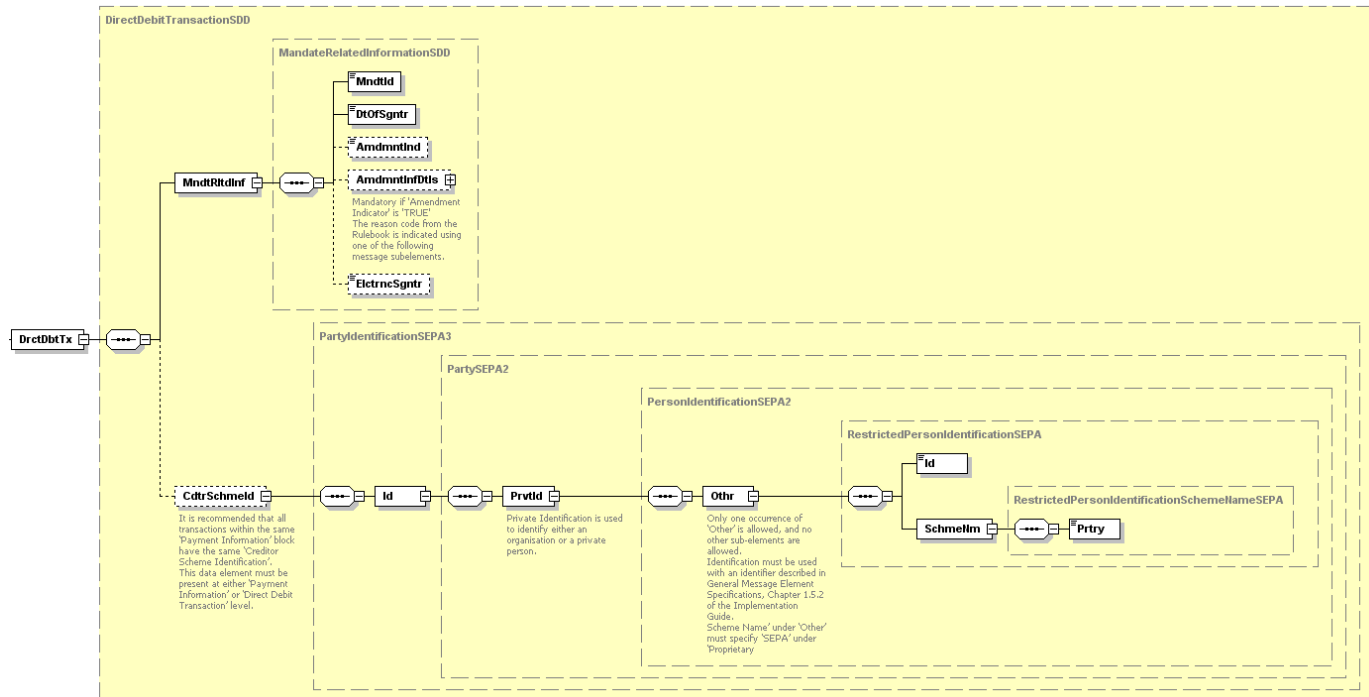 DirectDebitTransactionSDD
MandateRelatedInformationSDD
MndtId
DtOfSgntr
AmdmntInd
AmdmntInfDtls
Mandatory if 'Amendment
Indicator' is 'TRUE'
The reason code from the
Rulebook is indicated using
one of the following
message subelements.
ElctrncSgntr
MndtRltdInf
DrctDbtTx
PartyIdentificationSEPA3
PartySEPA2
PersonIdentificationSEPA2
RestrictedPersonIdentificationSEPA
Id
RestrictedPersonIdentificationSchemeNameSEPA
SchmeNm
Prtry
CdtrSchmeId
It is recommended that all
transactions within the same
'Payment Information' block
have the same 'Creditor
Scheme Identification'.
This data element must be
present at either 'Payment
Information' or 'Direct Debit
Transaction' level.
Id
PrvtId
Private Identification is used
to identify either an
organisation or a private
person.
Othr
Only one occurrence of
'Other' is allowed, and no
other sub-elements are
allowed.
Identification must be used
with an identifier described in
General Message Element
Specifications, Chapter 1.5.2
of the Implementation
Guide.
Scheme Name' under 'Other'
must specify 'SEPA' under
'Proprietary